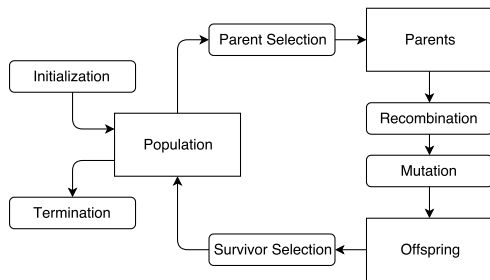 Parent Selection
Parents
Initialization
Recombination
Population
Mutation
Termination
Survivor Selection
Offspring